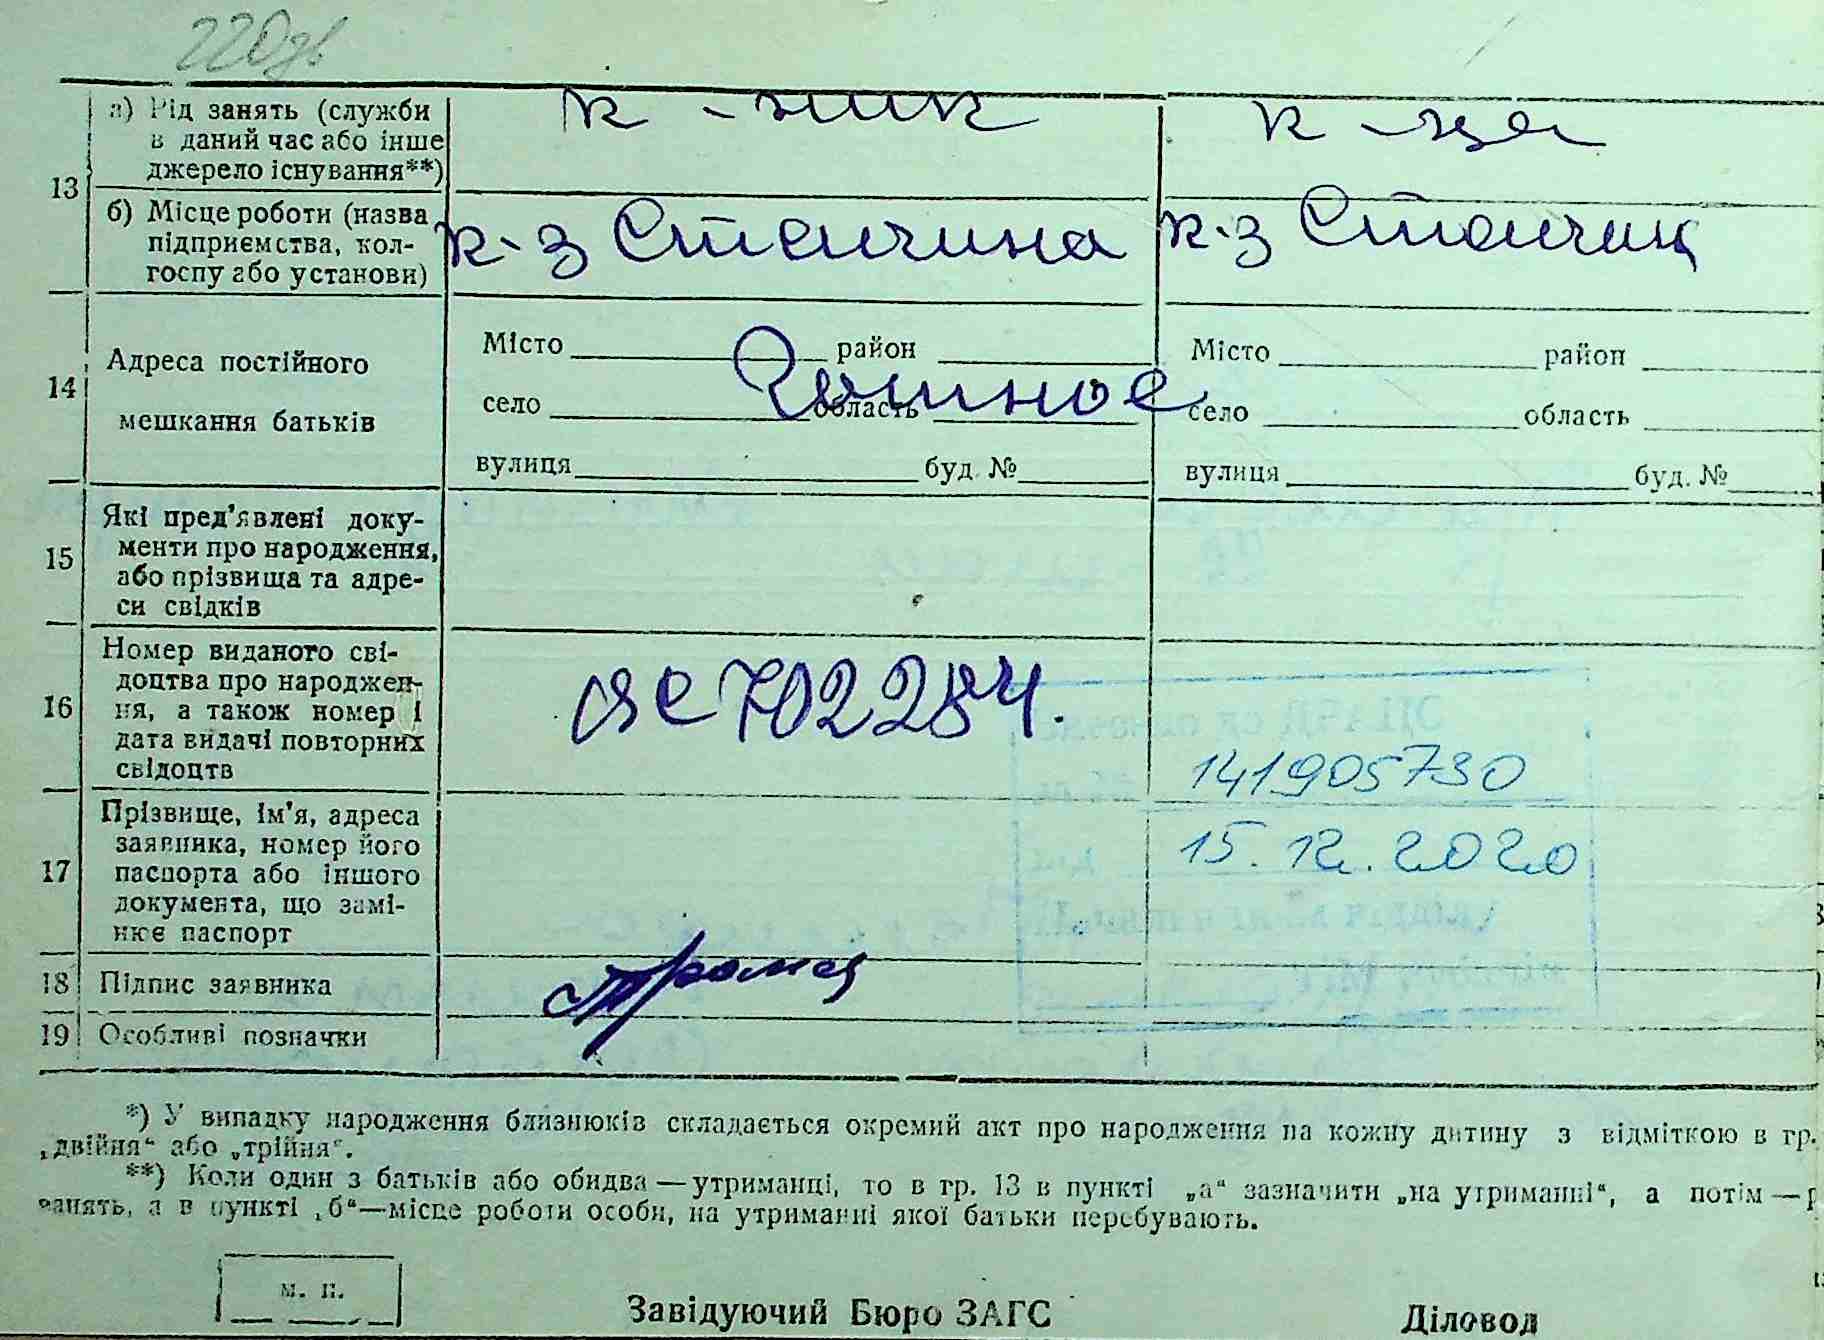 220зв
13
а) Рід занять (служби
в даний час або інше
джерело існування**)
к -ник
к -ца
б) Місце роботи (назва
підприємства, кол-
госпу або установи)
к-з
к-з
14
Адреса постійного
мешкання батьків
Місто район
село область
вулиця буд. №
Місто район
село область
вулиця буд. №
15
Які пред'явлені доку-
менти про народження,
або прізвища та адре-
си свідків
16
Номер виданого сві-
доцтва про народжен-
ня, а також номер і
дата видачі повторних
свідоцтв
ЯС 702284.
141905730
15.12.2020
17
Прізвище, ім'я, адреса
заявника, номер його
паспорта або іншого
документа, що замі-
нює паспорт
18 Підпис заявника
19 Особливі позначки
*) У випадку народження близнюків складається окремий акт про народження на кожну дитину з відміткою в гр.
„двійня“ або „трійня“.
**) Коли один з батьків або обидва — утриманці, то в гр. 13 в пункті „а“ зазначити „на утриманні“, а потім —
занять, а в пункті „б“—місце роботи особи, на утриманні якої батьки перебувають.
м. п.
Завідуючий Бюро ЗАГС
Діловод